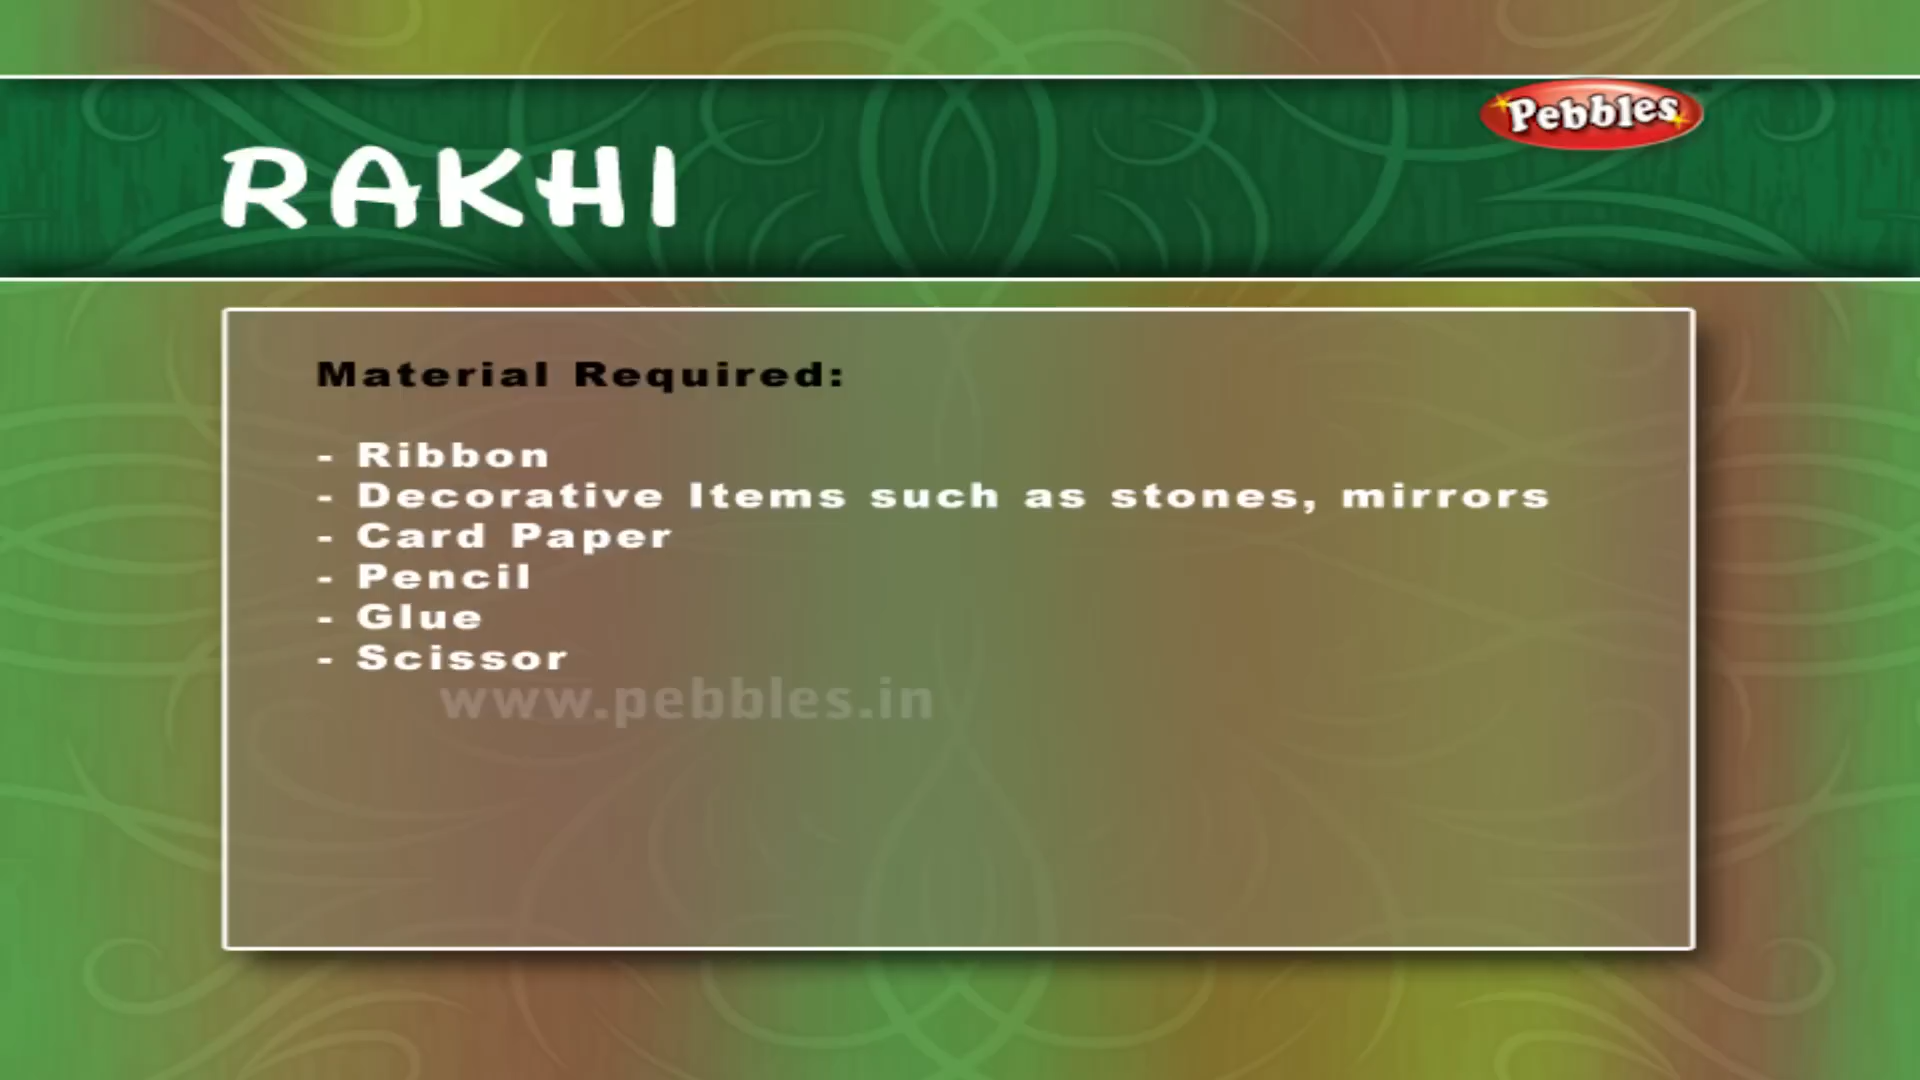 Pebbles
RAKHI
Material Required:
- Ribbon
- Decorative Items such as stones, mirrors
- Card Paper
- Pencil
- Glue
- Scissor
www.pebbles.in